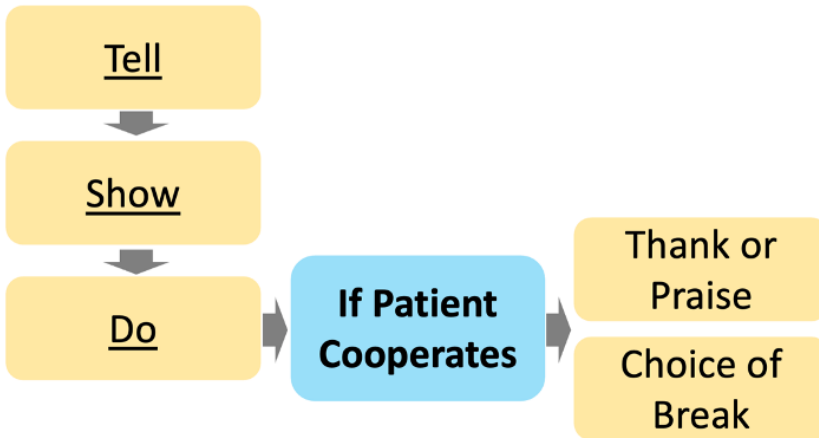 Tell
Show
Do
If Patient
Cooperates
Thank or
Praise
Choice of
Break